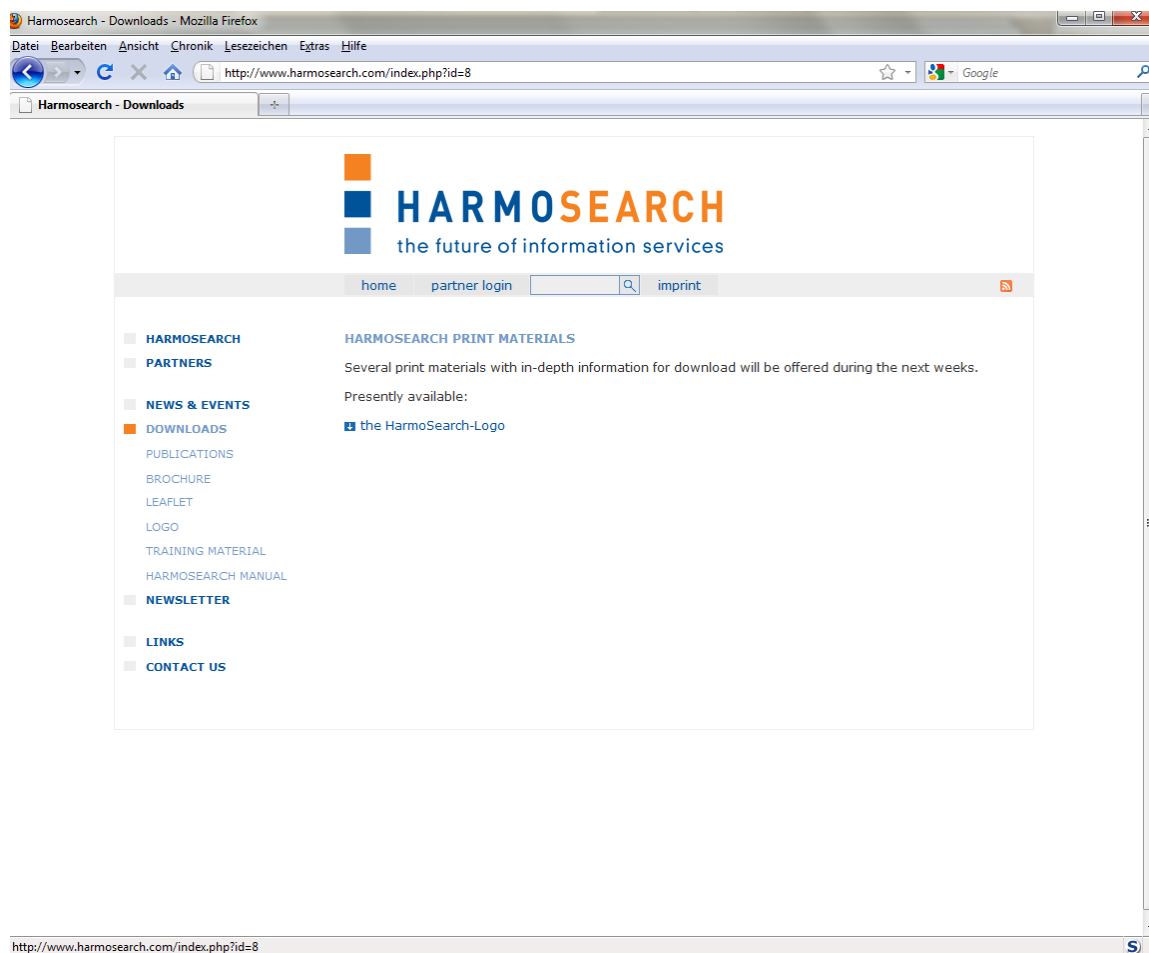 Harmosearch - Downloads - Mozilla Firefox
Datei Bearbeiten Ansicht Chronik Lesezeichen Extras Hilfe
http://www.harmosearch.com/index.php?id=8 Google
Harmosearch - Downloads
HARMOSEARCH
the future of information services
home partner login imprint
HARMOSEARCH
PARTNERS
NEWS & EVENTS
DOWNLOADS
PUBLICATIONS
BROCHURE
LEAFLET
LOGO
TRAINING MATERIAL
HARMOSEARCH MANUAL
NEWSLETTER
LINKS
CONTACT US
HARMOSEARCH PRINT MATERIALS
Several print materials with in-depth information for download will be offered during the next weeks.
Presently available:
the HarmoSearch-Logo
http://www.harmosearch.com/index.php?id=8
S